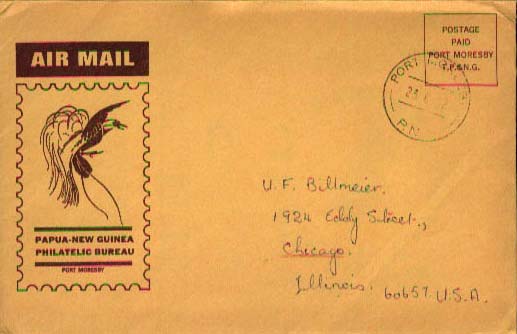 AIR MAIL
PAPUA-NEW GUINEA
PHILATELIC BUREAU
PORT MORESBY
POSTAGE
PAID
PORT MORESBY
T.P.&N.G.
PORT
P.N.
U. F. Billmeier.
1924 Eddy Street.,
Chicago.
Illinois. 60657. U.S.A.